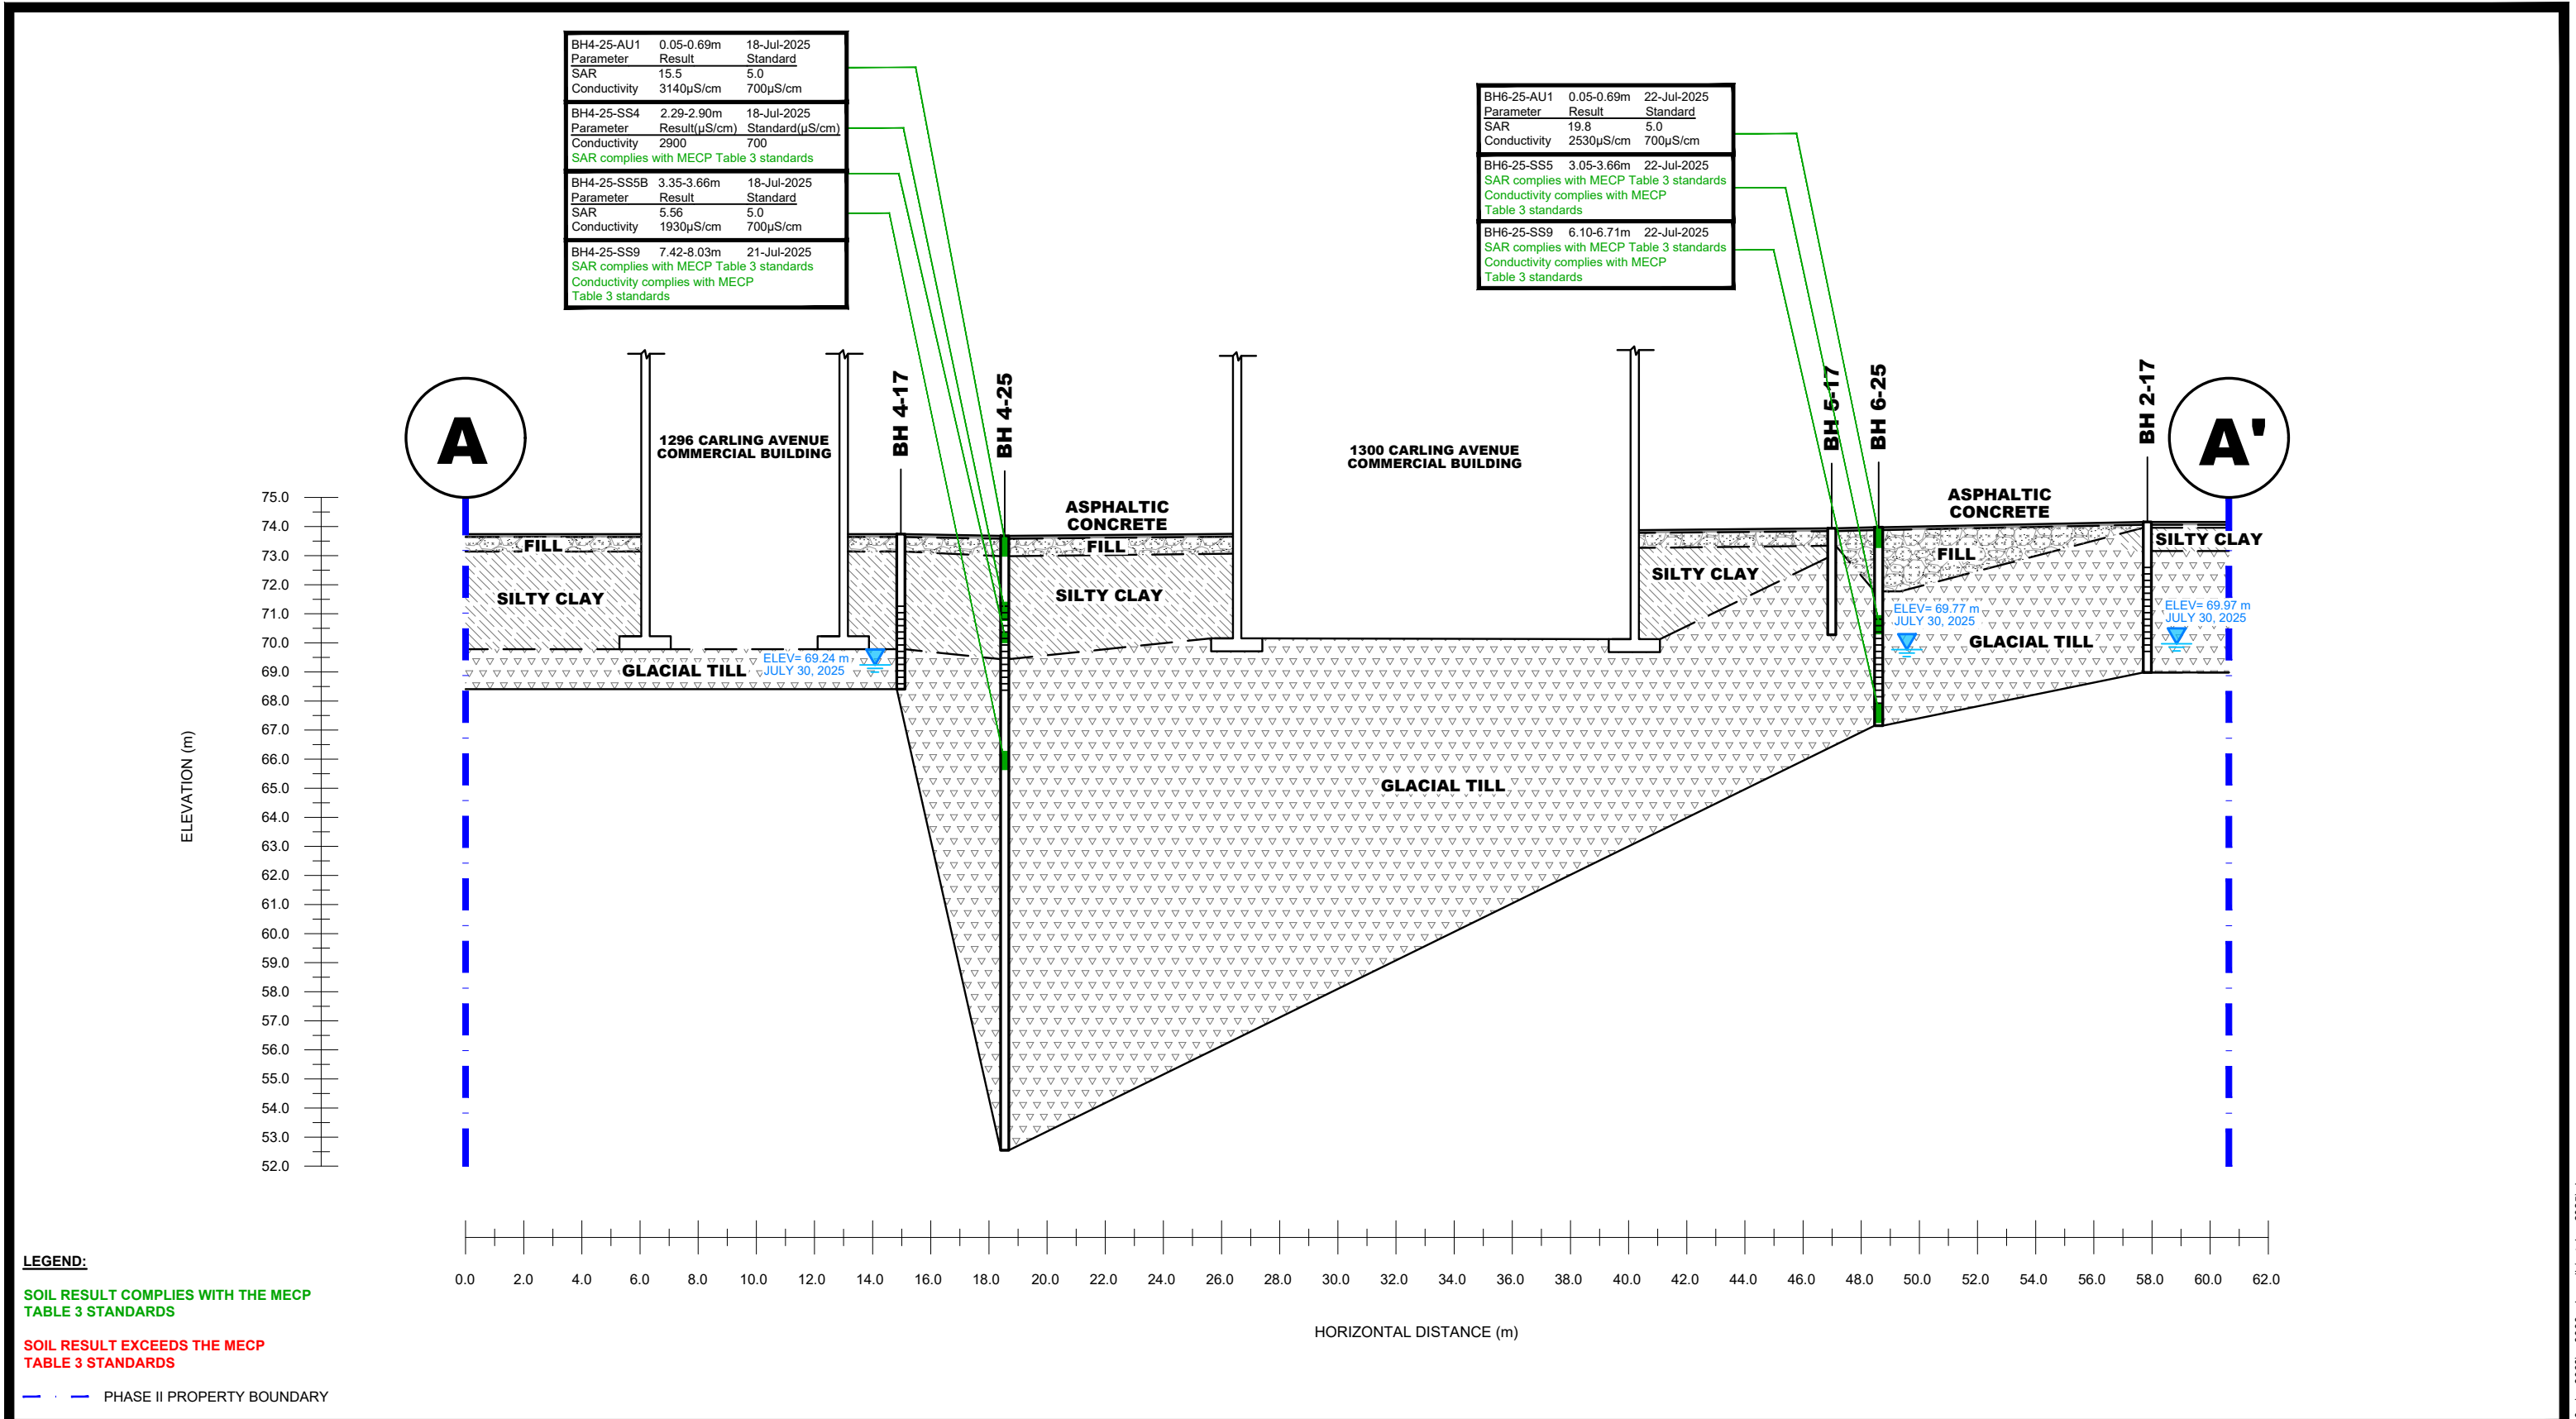 BH4-25-AU1 0.05-0.69m 18-Jul-2025
Parameter Result Standard
SAR 15.5 5.0
Conductivity 3140µS/cm 700µS/cm
BH4-25-SS4 2.29-2.90m 18-Jul-2025
Parameter Result(µS/cm) Standard(µS/cm)
Conductivity 2900 700
SAR complies with MECP Table 3 standards
BH4-25-SS5B 3.35-3.66m 18-Jul-2025
Parameter Result Standard
SAR 5.56 5.0
Conductivity 1930µS/cm 700µS/cm
BH4-25-SS9 7.42-8.03m 21-Jul-2025
SAR complies with MECP Table 3 standards
Conductivity complies with MECP
Table 3 standards
BH6-25-AU1 0.05-0.69m 22-Jul-2025
Parameter Result Standard
SAR 19.8 5.0
Conductivity 2530µS/cm 700µS/cm
BH6-25-SS5 3.05-3.66m 22-Jul-2025
SAR complies with MECP Table 3 standards
Conductivity complies with MECP
Table 3 standards
BH6-25-SS9 6.10-6.71m 22-Jul-2025
SAR complies with MECP Table 3 standards
Conductivity complies with MECP
Table 3 standards
A
1296 CARLING AVENUE
COMMERCIAL BUILDING
BH 4-17
BH 4-25
1300 CARLING AVENUE
COMMERCIAL BUILDING
BH 5-17
BH 6-25
BH 2-17
A'
ASPHALTIC
CONCRETE
ASPHALTIC
CONCRETE
FILL
FILL
FILL
SILTY CLAY
SILTY CLAY
SILTY CLAY
SILTY CLAY
ELEV= 69.77 m
JULY 30, 2025
ELEV= 69.97 m
JULY 30, 2025
GLACIAL TILL
ELEV= 69.24 m
JULY 30, 2025
GLACIAL TILL
GLACIAL TILL
ELEVATION (m)
75.0
74.0
73.0
72.0
71.0
70.0
69.0
68.0
67.0
66.0
65.0
64.0
63.0
62.0
61.0
60.0
59.0
58.0
57.0
56.0
55.0
54.0
53.0
52.0
0.0 2.0 4.0 6.0 8.0 10.0 12.0 14.0 16.0 18.0 20.0 22.0 24.0 26.0 28.0 30.0 32.0 34.0 36.0 38.0 40.0 42.0 44.0 46.0 48.0 50.0 52.0 54.0 56.0 58.0 60.0 62.0
HORIZONTAL DISTANCE (m)
LEGEND:
SOIL RESULT COMPLIES WITH THE MECP
TABLE 3 STANDARDS
SOIL RESULT EXCEEDS THE MECP
TABLE 3 STANDARDS
PHASE II PROPERTY BOUNDARY